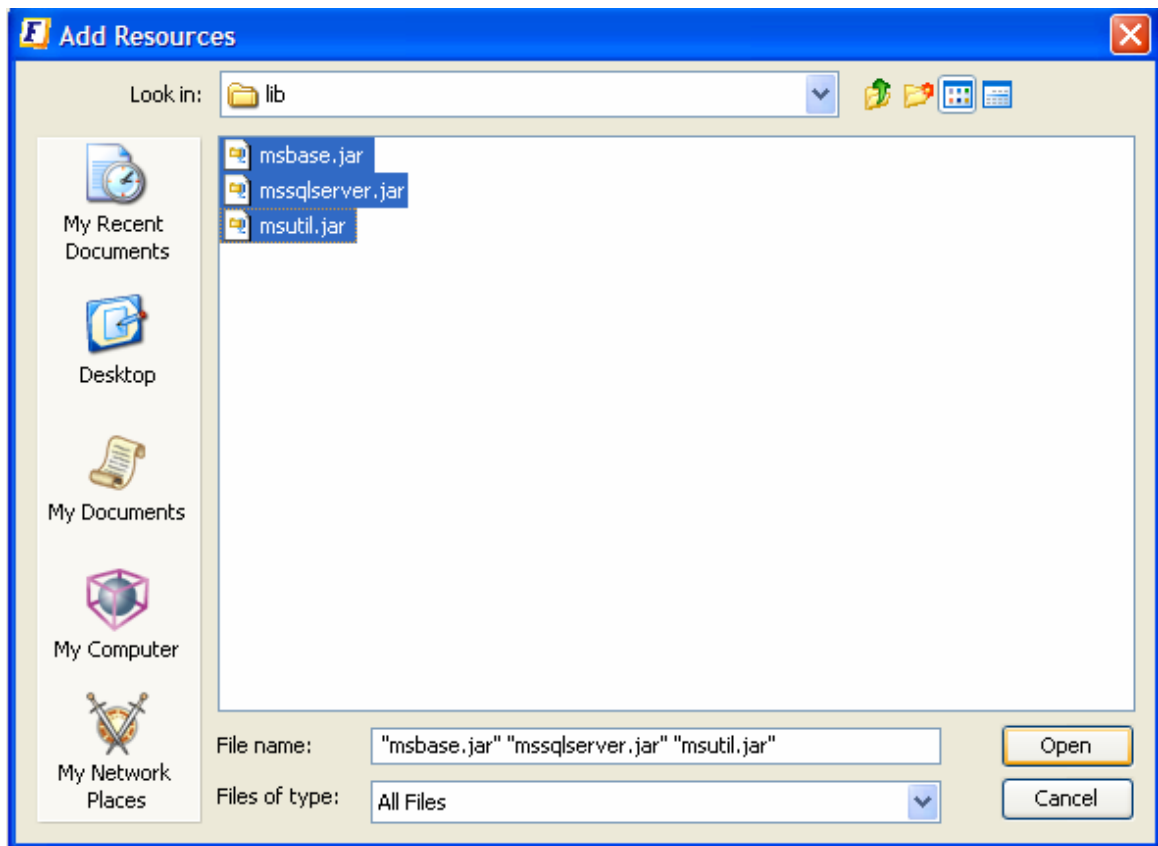 Add Resources
Look in:
lib
msbase.jar
mssqlserver.jar
msutil.jar
My Recent
Documents
Desktop
My Documents
My Computer
My Network
Places
File name:
"msbase.jar" "mssqlserver.jar" "msutil.jar"
Open
Files of type:
All Files
Cancel